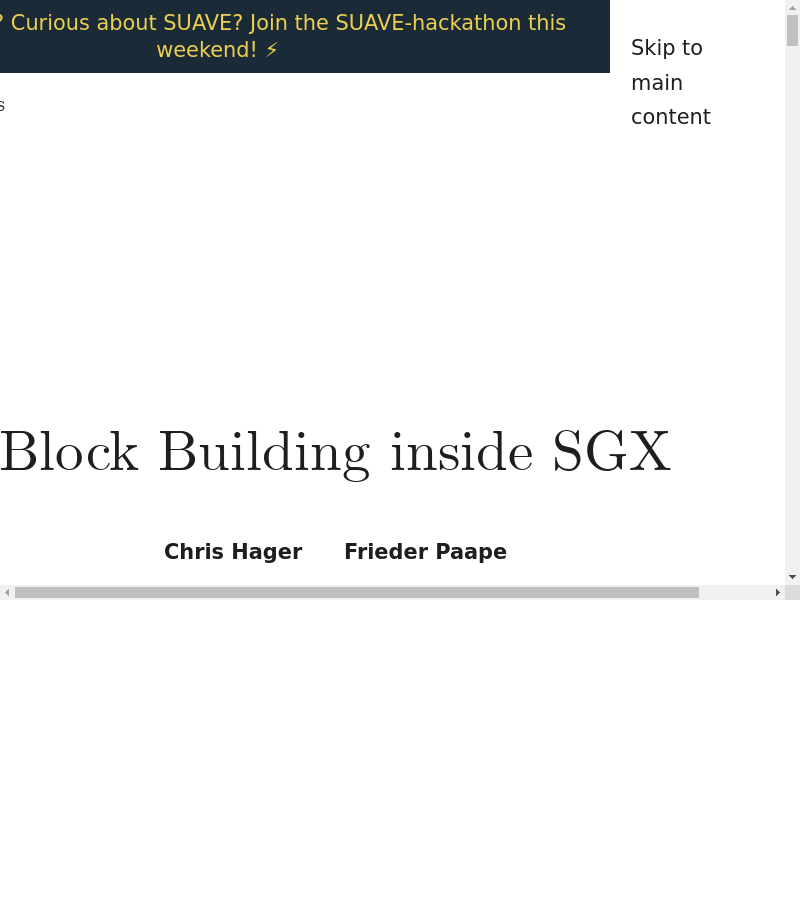 ? Curious about SUAVE? Join the SUAVE-hackathon this
weekend! ⚡
Skip to
main
content
s
Block Building inside SGX
Chris Hager Frieder Paape